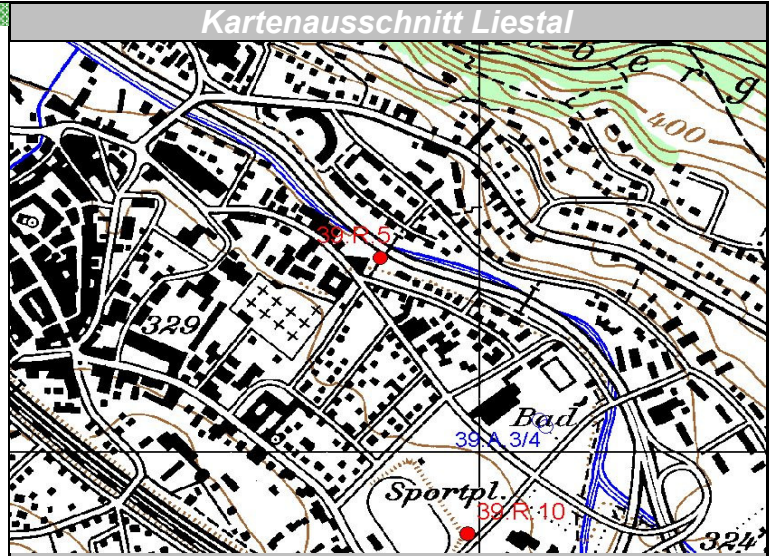 Kartenausschnitt Liestal
o e r g
400
39.R.5
329
Bad
39.A.3/4
Sportpl.
39.R.10
324